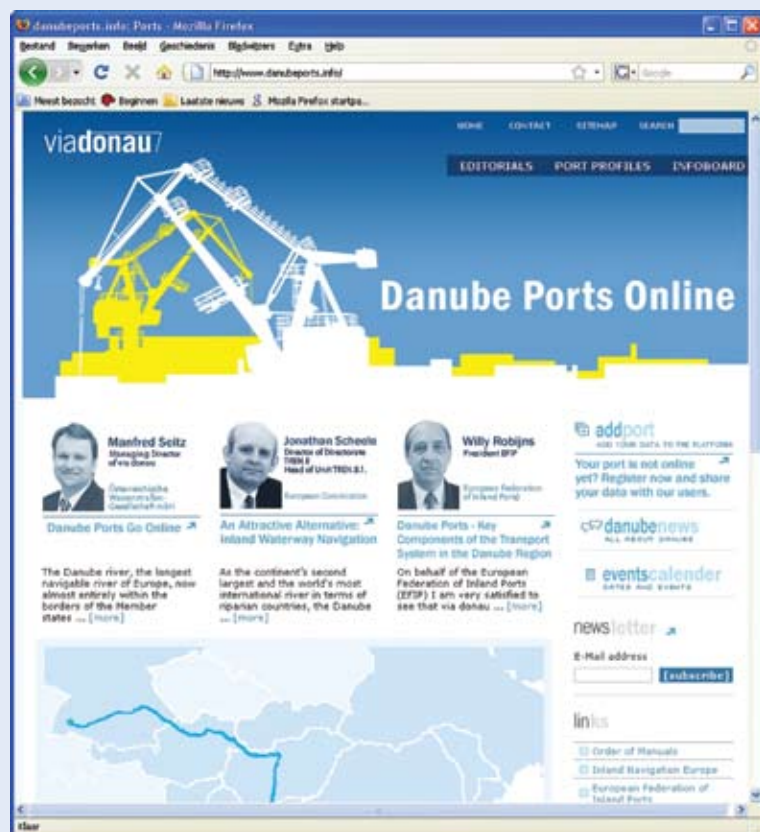 danubeports.info: Ports - Mozilla Firefox
Bestand Bewerken Beeld Geschiedenis Bladwijzers Extra Help
http://www.danubeports.info/
Google
Meest bezocht Beginnen Laatste nieuws Mozilla Firefox startpa...
HOME CONTACT SITEMAP SEARCH
viadonau
EDITORIALS PORT PROFILES INFOBOARD
Danube Ports Online
Manfred Seitz
Managing Director
of via donau
Österreichische
Wasserstraßen-
Gesellschaft mbH
Danube Ports Go Online
The Danube river, the longest
navigable river of Europe, now
almost entirely within the
borders of the Member
states ... [more]
Jonathan Scheele
Director of Directorate
TREN B
Head of Unit TREN B.1.
European Commission
An Attractive Alternative:
Inland Waterway Navigation
As the continent's second
largest and the world's most
international river in terms of
riparian countries, the Danube
... [more]
Willy Robijns
President EFIP
European Federation
of Inland Ports
Danube Ports - Key
Components of the Transport
System in the Danube Region
On behalf of the European
Federation of Inland Ports
(EFIP) I am very satisfied to
see that via donau ... [more]
addport
ADD YOUR DATA TO THE PLATFORM
Your port is not online
yet? Register now and share
your data with our users.
danubenews
ALL ABOUT DANUBE
eventscalender
DATES AND EVENTS
newsletter
E-Mail address
[subscribe]
links
Order of Manuals
Inland Navigation Europe
European Federation of
Inland Ports
Klaar